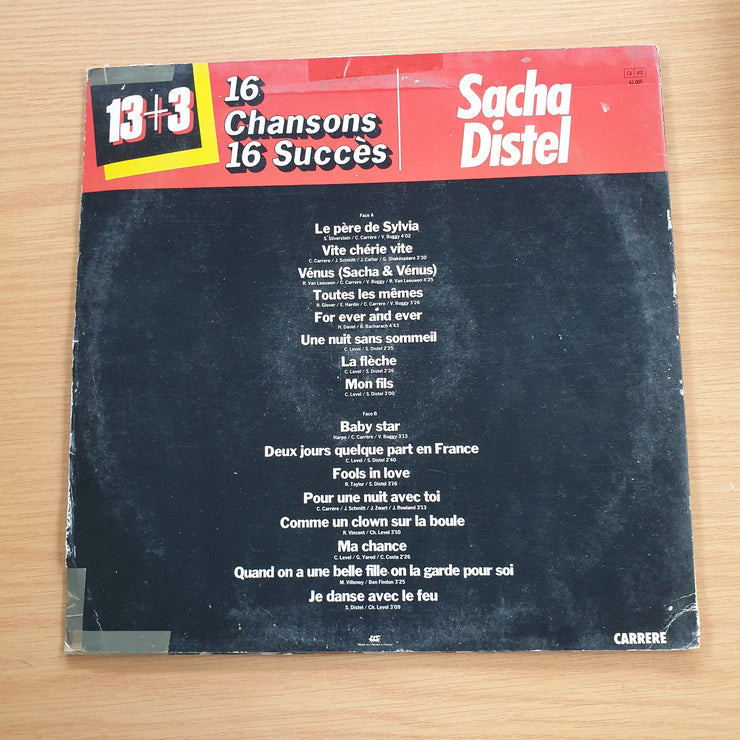 13+3
16
Chansons
16 Succès
Sacha
Distel
CA 612
Face A
Le père de Sylvia
S. Silverstein / C. Carrère / V. Buggy 4'02
Vite chérie vite
C. Carrère / J. Schmitt / J. Carter / G. Shakespeare 3'30
Vénus (Sacha & Vénus)
R. Van Leeuwen / C. Carrère / V. Buggy / R. Van Leeuwen 4'25
Toutes les mêmes
R. Glover / E. Hardin / C. Carrère / V. Buggy 3'26
For ever and ever
H. David / B. Bacharach 4'43
Une nuit sans sommeil
C. Level / S. Distel 2'25
La flèche
C. Level / S. Distel 2'26
Mon fils
C. Level / S. Distel 3'00
Face B
Baby star
Harpo / C. Carrère / V. Buggy 3'13
Deux jours quelque part en France
C. Level / S. Distel 2'40
Fools in love
R. Taylor / S. Distel 3'16
Pour une nuit avec toi
C. Carrère / J. Schmitt / J. Zwart / J. Rowland 3'13
Comme un clown sur la boule
R. Vincent / Ch. Level 3'10
Ma chance
C. Level / G. Yared / C. Costa 2'26
Quand on a une belle fille on la garde pour soi
M. Villenoy / Ben Findon 3'25
Je danse avec le feu
S. Distel / Ch. Level 3'09
CARRERE